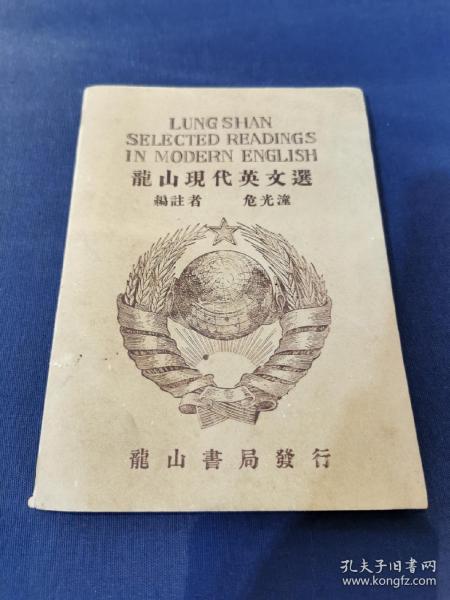 LUNG SHAN
SELECTED READINGS
IN MODERN ENGLISH
龍山現代英文選
編註者 危光潼
龍山書局發行
孔夫子旧书网
www.kongfz.com